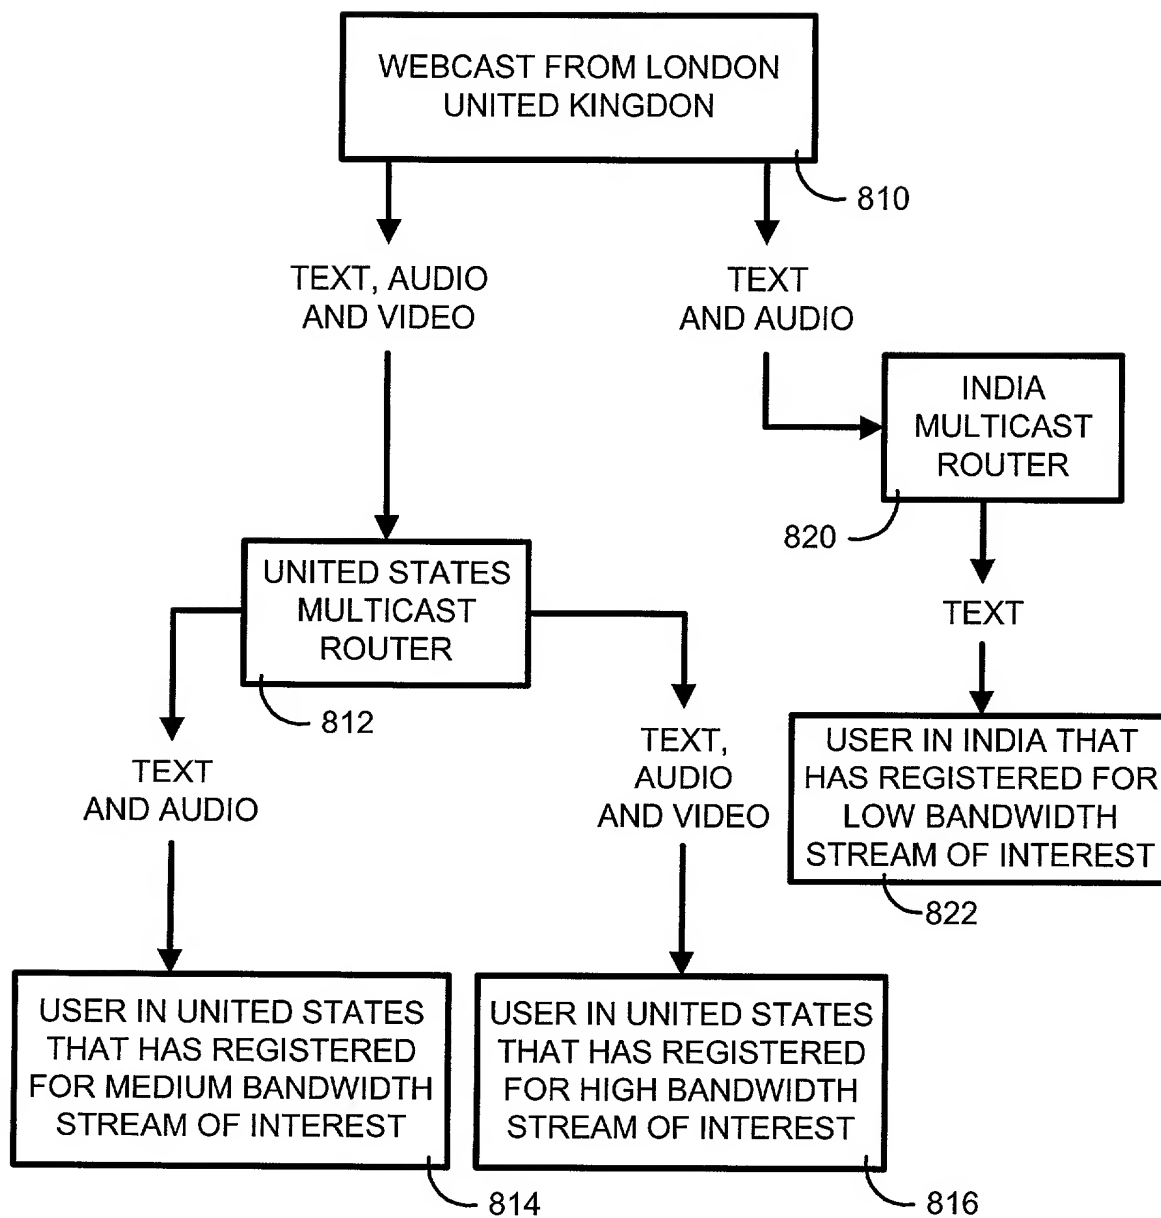 WEBCAST FROM LONDON
UNITED KINGDON
810
TEXT, AUDIO
AND VIDEO
TEXT
AND AUDIO
INDIA
MULTICAST
ROUTER
820
UNITED STATES
MULTICAST
ROUTER
812
TEXT
TEXT
AND AUDIO
TEXT,
AUDIO
AND VIDEO
USER IN INDIA THAT
HAS REGISTERED FOR
LOW BANDWIDTH
STREAM OF INTEREST
822
USER IN UNITED STATES
THAT HAS REGISTERED
FOR MEDIUM BANDWIDTH
STREAM OF INTEREST
814
USER IN UNITED STATES
THAT HAS REGISTERED
FOR HIGH BANDWIDTH
STREAM OF INTEREST
816